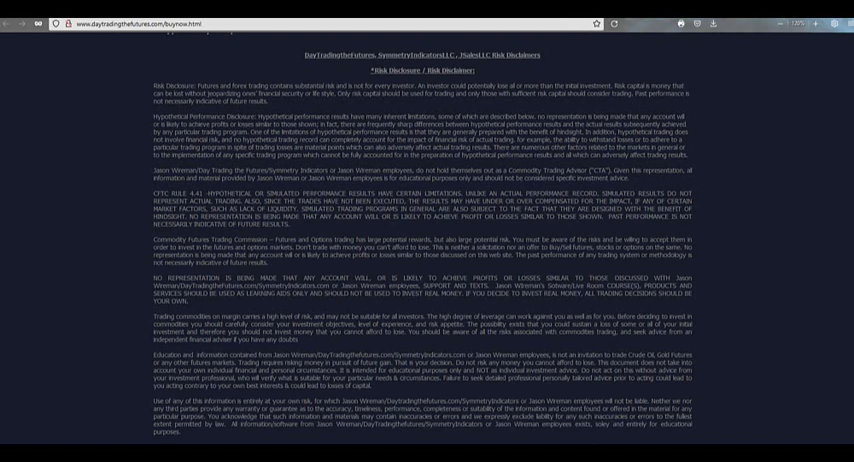 www.daytradingthefutures.com/buynow.html
120%
DayTradingtheFutures, SymmetryIndicatorsLLC, JSalesLLC Risk Disclaimers
*Risk Disclosure / Risk Disclaimer:
Risk Disclosure: Futures and forex trading contains substantial risk and is not for every investor. An investor could potentially lose all or more than the initial investment. Risk capital is money that
can be lost without jeopardizing ones' financial security or life style. Only risk capital should be used for trading and only those with sufficient risk capital should consider trading. Past performance is
not necessarily indicative of future results.
Hypothetical Performance Disclosure: Hypothetical performance results have many inherent limitations, some of which are described below. no representation is being made that any account will
or is likely to achieve profits or losses similar to those shown; in fact, there are frequently sharp differences between hypothetical performance results and the actual results subsequently achieved
by any particular trading program. One of the limitations of hypothetical performance results is that they are generally prepared with the benefit of hindsight. In addition, hypothetical trading does
not involve financial risk, and no hypothetical trading record can completely account for the impact of financial risk of actual trading. for example, the ability to withstand losses or to adhere to a
particular trading program in spite of trading losses are material points which can also adversely affect actual trading results. There are numerous other factors related to the markets in general or
to the implementation of any specific trading program which cannot be fully accounted for in the preparation of hypothetical performance results and all which can adversely affect trading results.
Jason Wireman/Day Trading the Futures/Symmetry Indicators or Jason Wireman employees, do not hold themselves out as a Commodity Trading Advisor ("CTA"). Given this representation, all
information and material provided by Jason Wireman or Jason Wireman employees is for educational purposes only and should not be considered specific investment advice.
CFTC RULE 4.41 -HYPOTHETICAL OR SIMULATED PERFORMANCE RESULTS HAVE CERTAIN LIMITATIONS. UNLIKE AN ACTUAL PERFORMANCE RECORD, SIMULATED RESULTS DO NOT
REPRESENT ACTUAL TRADING. ALSO, SINCE THE TRADES HAVE NOT BEEN EXECUTED, THE RESULTS MAY HAVE UNDER OR OVER COMPENSATED FOR THE IMPACT, IF ANY, OF CERTAIN
MARKET FACTORS, SUCH AS LACK OF LIQUIDITY. SIMULATED TRADING PROGRAMS IN GENERAL ARE ALSO SUBJECT TO THE FACT THAT THEY ARE DESIGNED WITH THE BENEFIT OF
HINDSIGHT. NO REPRESENTATION IS BEING MADE THAT ANY ACCOUNT WILL OR IS LIKELY TO ACHIEVE PROFIT OR LOSSES SIMILAR TO THOSE SHOWN. PAST PERFORMANCE IS NOT
NECESSARILY INDICATIVE OF FUTURE RESULTS.
Commodity Futures Trading Commission – Futures and Options trading has large potential rewards, but also large potential risk. You must be aware of the risks and be willing to accept them in
order to invest in the futures and options markets. Don't trade with money you can't afford to lose. This is neither a solicitation nor an offer to Buy/Sell futures, stocks or options on the same. No
representation is being made that any account will or is likely to achieve profits or losses similar to those discussed on this web site. The past performance of any trading system or methodology is
not necessarily indicative of future results.
NO REPRESENTATION IS BEING MADE THAT ANY ACCOUNT WILL, OR IS LIKELY TO ACHIEVE PROFITS OR LOSSES SIMILAR TO THOSE DISCUSSED WITH Jason
Wireman/DayTradingthefutures.com/SymmetryIndicators.com or Jason Wireman employees, SUPPORT AND TEXTS. Jason Wireman's Sotware/Live Room COURSE(S). PRODUCTS AND
SERVICES SHOULD BE USED AS LEARNING AIDS ONLY AND SHOULD NOT BE USED TO INVEST REAL MONEY. IF YOU DECIDE TO INVEST REAL MONEY, ALL TRADING DECISIONS SHOULD BE
YOUR OWN.
Trading commodities on margin carries a high level of risk, and may not be suitable for all investors. The high degree of leverage can work against you as well as for you. Before deciding to invest in
commodities you should carefully consider your investment objectives, level of experience, and risk appetite. The possibility exists that you could sustain a loss of some or all of your initial
investment and therefore you should not invest money that you cannot afford to lose. You should be aware of all the risks associated with commodities trading, and seek advice from an
independent financial adviser if you have any doubts
Education and information contained from Jason Wireman/DayTradingthefutures.com/SymmetryIndicators.com or Jason Wireman employees, is not an invitation to trade Crude Oil, Gold Futures
or any other futures markets. Trading requires risking money in pursuit of future gain. That is your decision. Do not risk any money you cannot afford to lose. This document does not take into
account your own individual financial and personal circumstances. It is intended for educational purposes only and NOT as individual investment advice. Do not act on this without advice from
your investment professional, who will verify what is suitable for your particular needs & circumstances. Failure to seek detailed professional personally tailored advice prior to acting could lead to
you acting contrary to your own best interests & could lead to losses of capital.
Use of any of this information is entirely at your own risk, for which Jason Wireman/DayTradingthefutures.com/SymmetryIndicators or Jason Wireman employees will not be liable. Neither we nor
any third parties provide any warranty or guarantee as to the accuracy, timeliness, performance, completeness or suitability of the information and content found or offered in the material for any
particular purpose. You acknowledge that such information and materials may contain inaccuracies or errors and we expressly exclude liability for any such inaccuracies or errors to the fullest
extent permitted by law. All information/software from Jason Wireman/DayTradingthefutures.com/SymmetryIndicators or Jason Wireman employees exists, soley and entirely for educational
purposes.